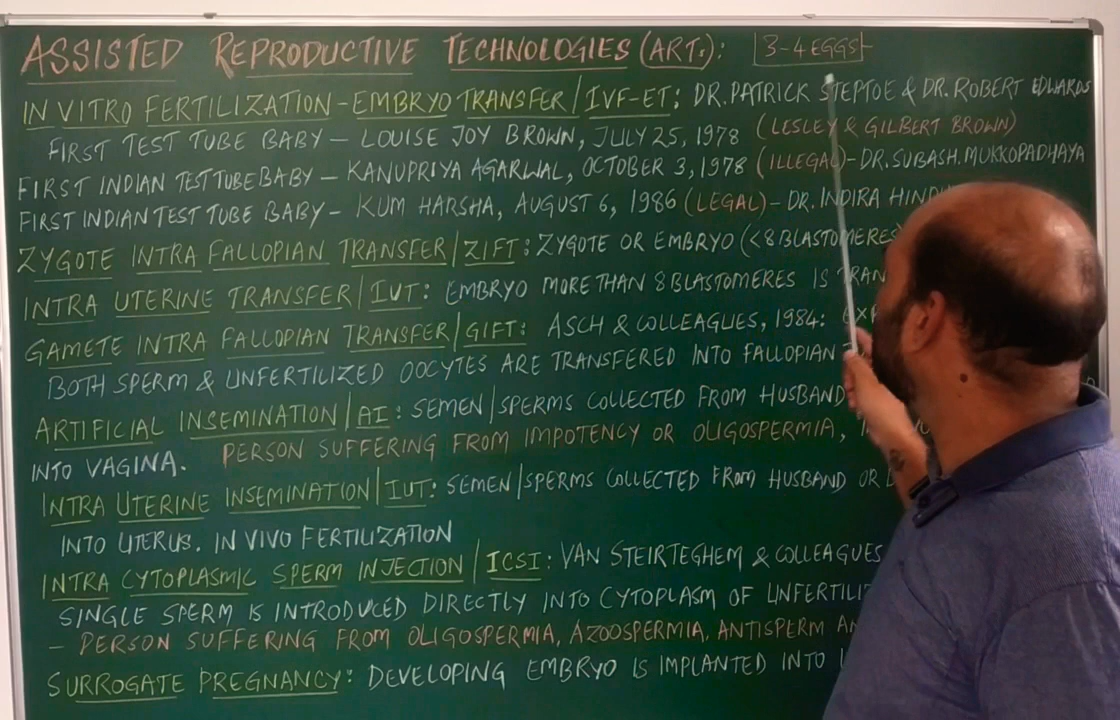 ASSISTED REPRODUCTIVE TECHNOLOGIES (ARTs): 3-4 EGGS
IN VITRO FERTILIZATION-EMBRYO TRANSFER/IVF-ET: DR. PATRICK STEPTOE & DR. ROBERT EDWARDS
FIRST TEST TUBE BABY - LOUISE JOY BROWN, JULY 25, 1978 (LESLEY & GILBERT BROWN)
FIRST INDIAN TEST TUBE BABY - KANUPRIYA AGARWAL, OCTOBER 3, 1978 (ILLEGAL)-DR. SUBASH. MUKKOPADHAYA
FIRST INDIAN TEST TUBE BABY - KUM HARSHA, AUGUST 6, 1986 (LEGAL)- DR. INDIRA
ZYGOTE INTRA FALLOPIAN TRANSFER/ZIFT: ZYGOTE OR EMBRYO (<8 BLASTOMERES
INTRA UTERINE TRANSFER/IUT: EMBRYO MORE THAN 8 BLASTOMERES IS
GAMETE INTRA FALLOPIAN TRANSFER/GIFT: ASCH & COLLEAGUES, 1984:
BOTH SPERM & UNFERTILIZED OOCYTES ARE TRANSFERED INTO FALLOPIAN
ARTIFICIAL INSEMINATION/AI: SEMEN/SPERMS COLLECTED FROM HUSBAND
INTO VAGINA. PERSON SUFFERING FROM IMPOTENCY OR OLIGOSPERMIA,
INTRA UTERINE INSEMINATION/IUT: SEMEN/SPERMS COLLECTED FROM HUSBAND OR
INTO UTERUS. IN VIVO FERTILIZATION
INTRA CYTOPLASMIC SPERM INJECTION/ICSI: VAN STEIRTEGHEM & COLLEAGUES
SINGLE SPERM IS INTRODUCED DIRECTLY INTO CYTOPLASM OF
- PERSON SUFFERING FROM OLIGOSPERMIA, AZOOSPERMIA, ANTISPERM
SURROGATE PREGNANCY: DEVELOPING EMBRYO IS IMPLANTED INTO